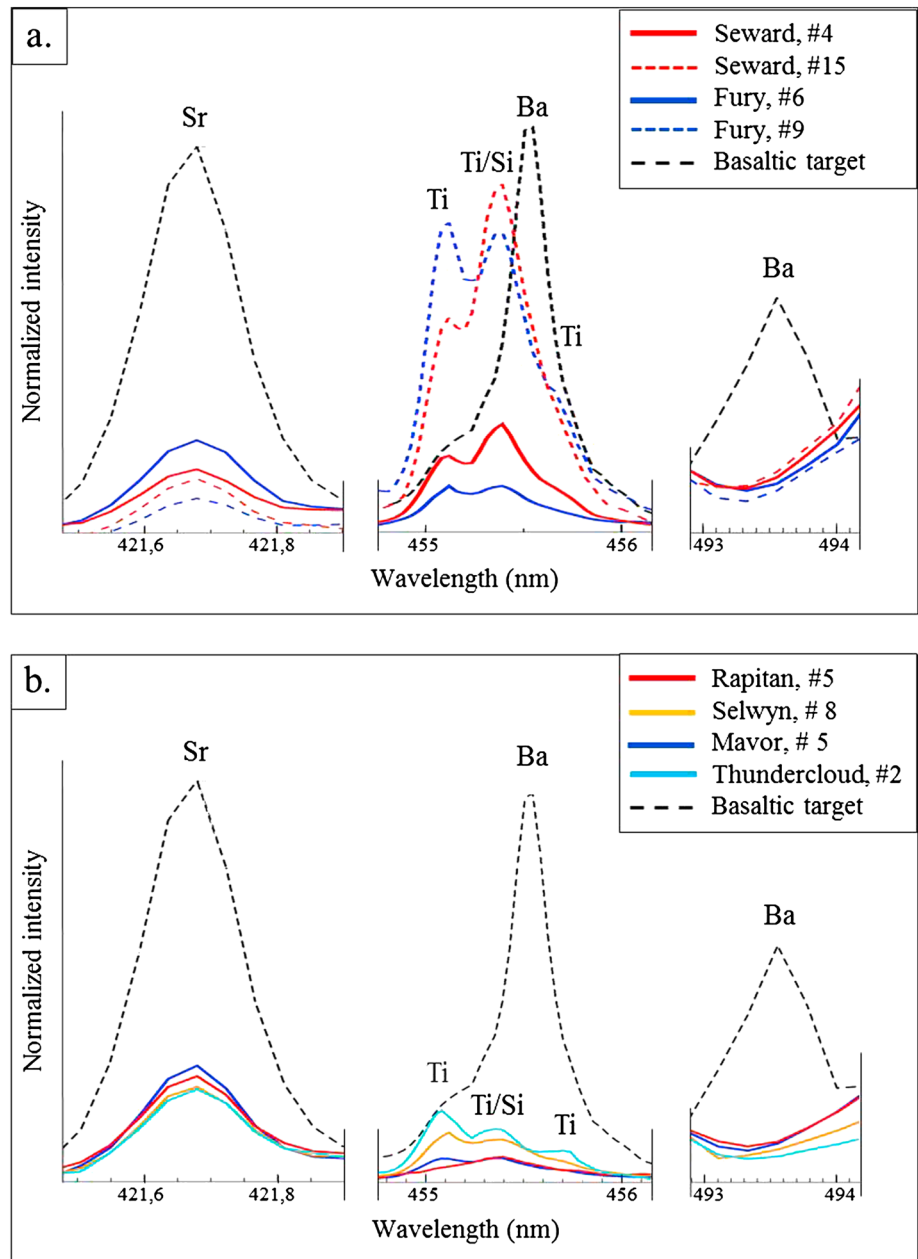 a.
Seward, #4
Seward, #15
Fury, #6
Fury, #9
Basaltic target
Sr
Ti
Ti/Si
Ba
Ti
Ba
Normalized intensity
421,6
421,8
455
456
493
494
Wavelength (nm)
b.
Rapitan, #5
Selwyn, # 8
Mavor, # 5
Thundercloud, #2
Basaltic target
Sr
Ba
Ti
Ti/Si
Ti
Ba
Normalized intensity
421,6
421,8
455
456
493
494
Wavelength (nm)